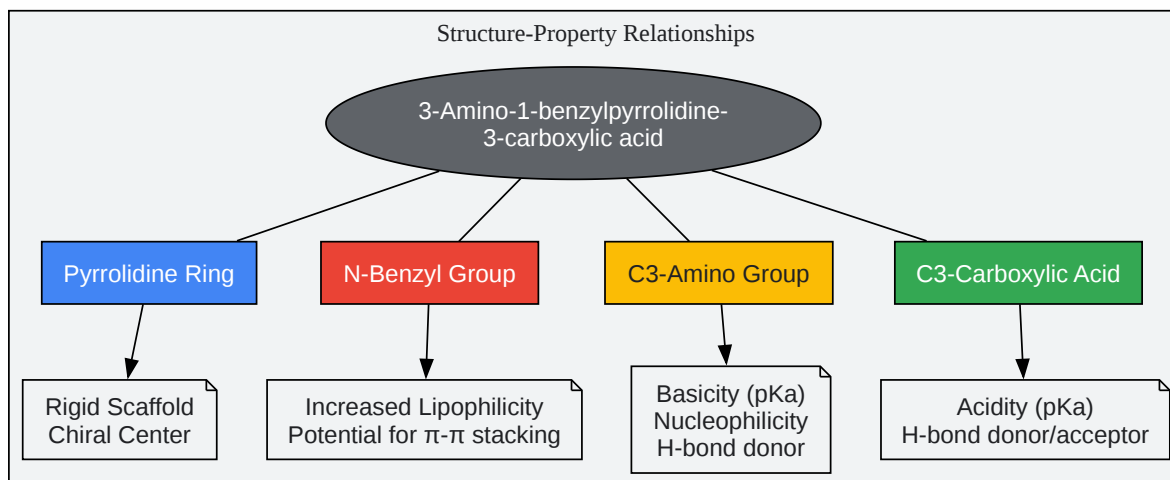 Structure-Property Relationships
3-Amino-1-benzylpyrrolidine-
3-carboxylic acid
Pyrrolidine Ring
N-Benzyl Group
C3-Amino Group
C3-Carboxylic Acid
Rigid Scaffold
Chiral Center
Increased Lipophilicity
Potential for π-π stacking
Basicity (pKa)
Nucleophilicity
H-bond donor
Acidity (pKa)
H-bond donor/acceptor